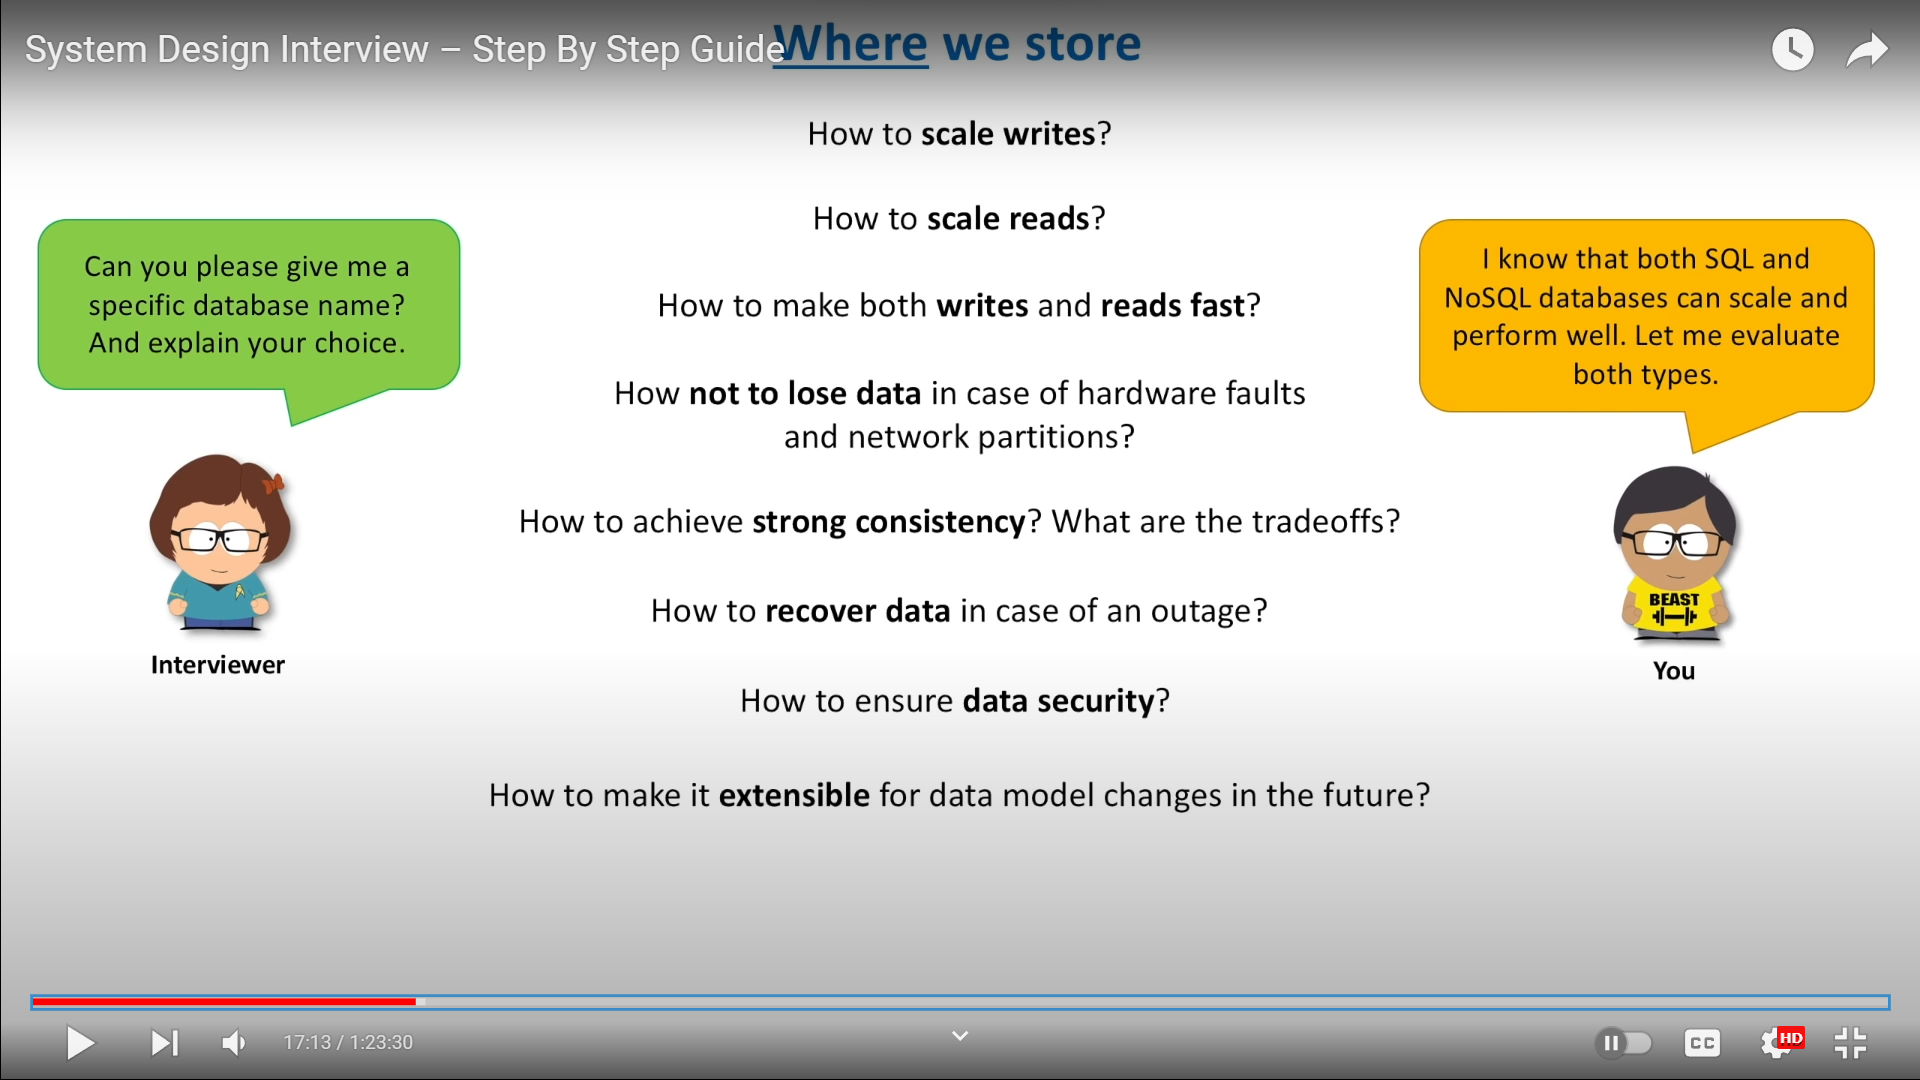 System Design Interview – Step By Step Guide
Where we store
How to scale writes?
How to scale reads?
How to make both writes and reads fast?
How not to lose data in case of hardware faults
and network partitions?
How to achieve strong consistency? What are the tradeoffs?
How to recover data in case of an outage?
How to ensure data security?
How to make it extensible for data model changes in the future?
Can you please give me a
specific database name?
And explain your choice.
Interviewer
I know that both SQL and
NoSQL databases can scale and
perform well. Let me evaluate
both types.
BEAST
You
17:13 / 1:23:30
CC
HD